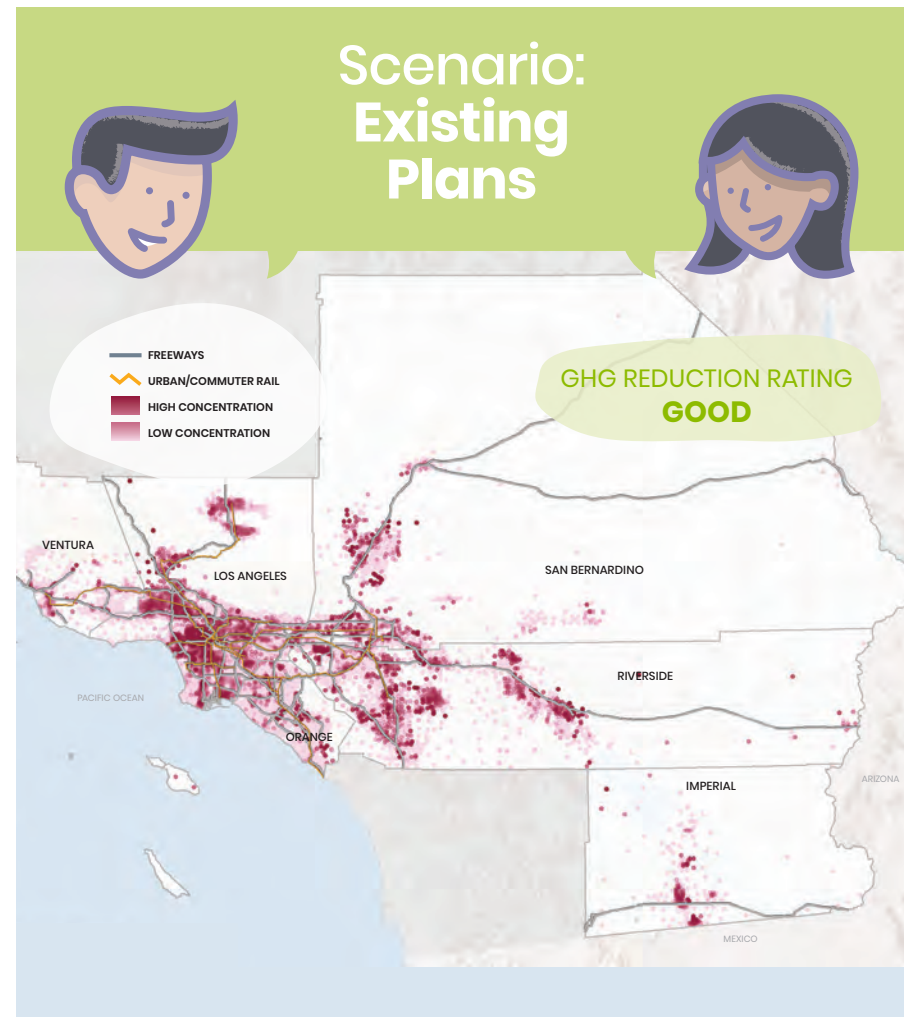 Scenario:
Existing
Plans
FREEWAYS
URBAN/COMMUTER RAIL
HIGH CONCENTRATION
LOW CONCENTRATION
GHG REDUCTION RATING
GOOD
VENTURA
LOS ANGELES
SAN BERNARDINO
RIVERSIDE
PACIFIC OCEAN
ORANGE
ARIZONA
IMPERIAL
MEXICO